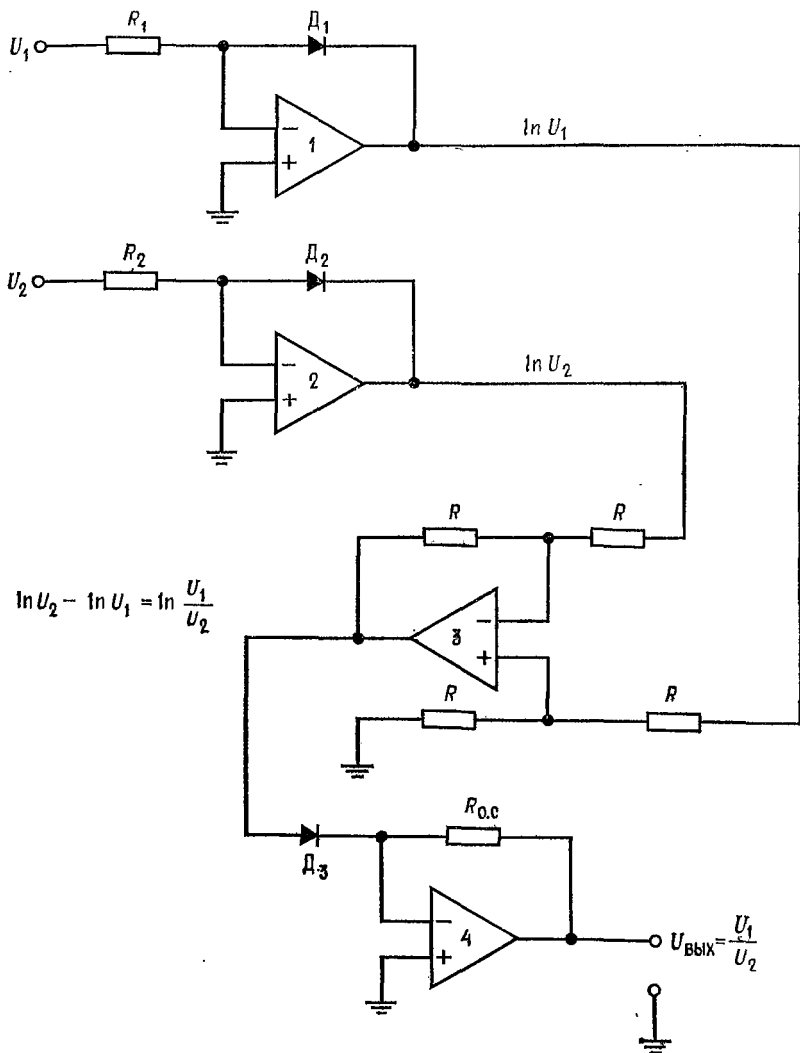 R₁
Д₁
U₁
−
1
+
ln U₁
R₂
Д₂
U₂
−
2
+
ln U₂
R
R
ln U₂ − ln U₁ = ln U₁/U₂
−
3
+
R
R
Rо.с
Д₃
−
4
+
Uвых = U₁/U₂